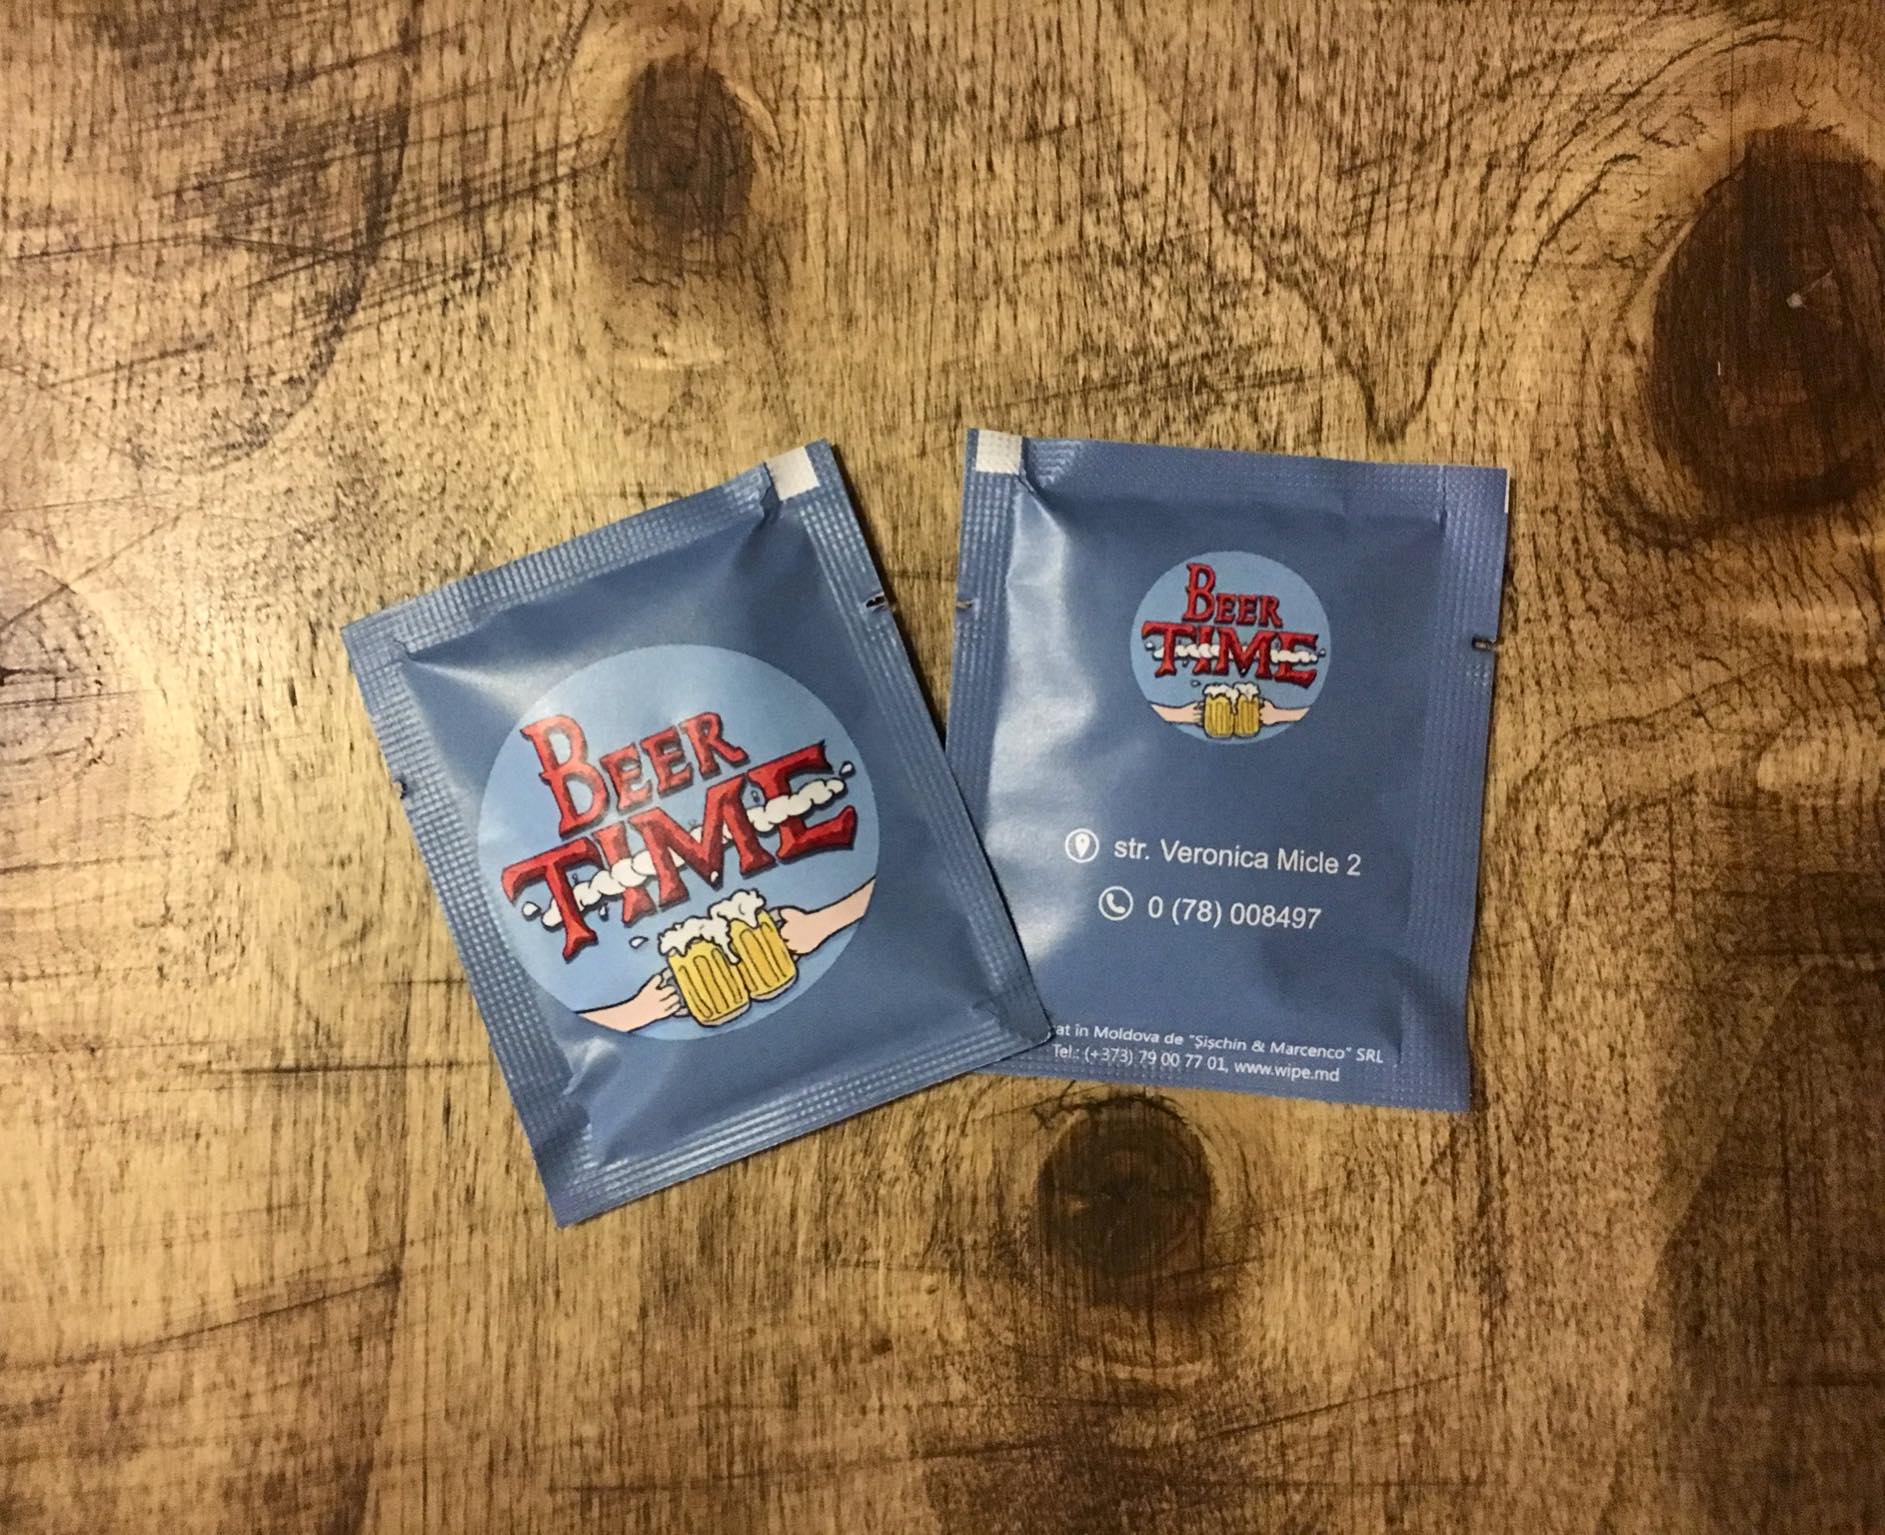 BEER
TIME
BEER
TIME
str. Veronica Micle 2
0 (78) 008497
în Moldova de "Șișchin & Marcenco" SRL
Tel.: (+373) 79 00 77 01, www.wipe.md